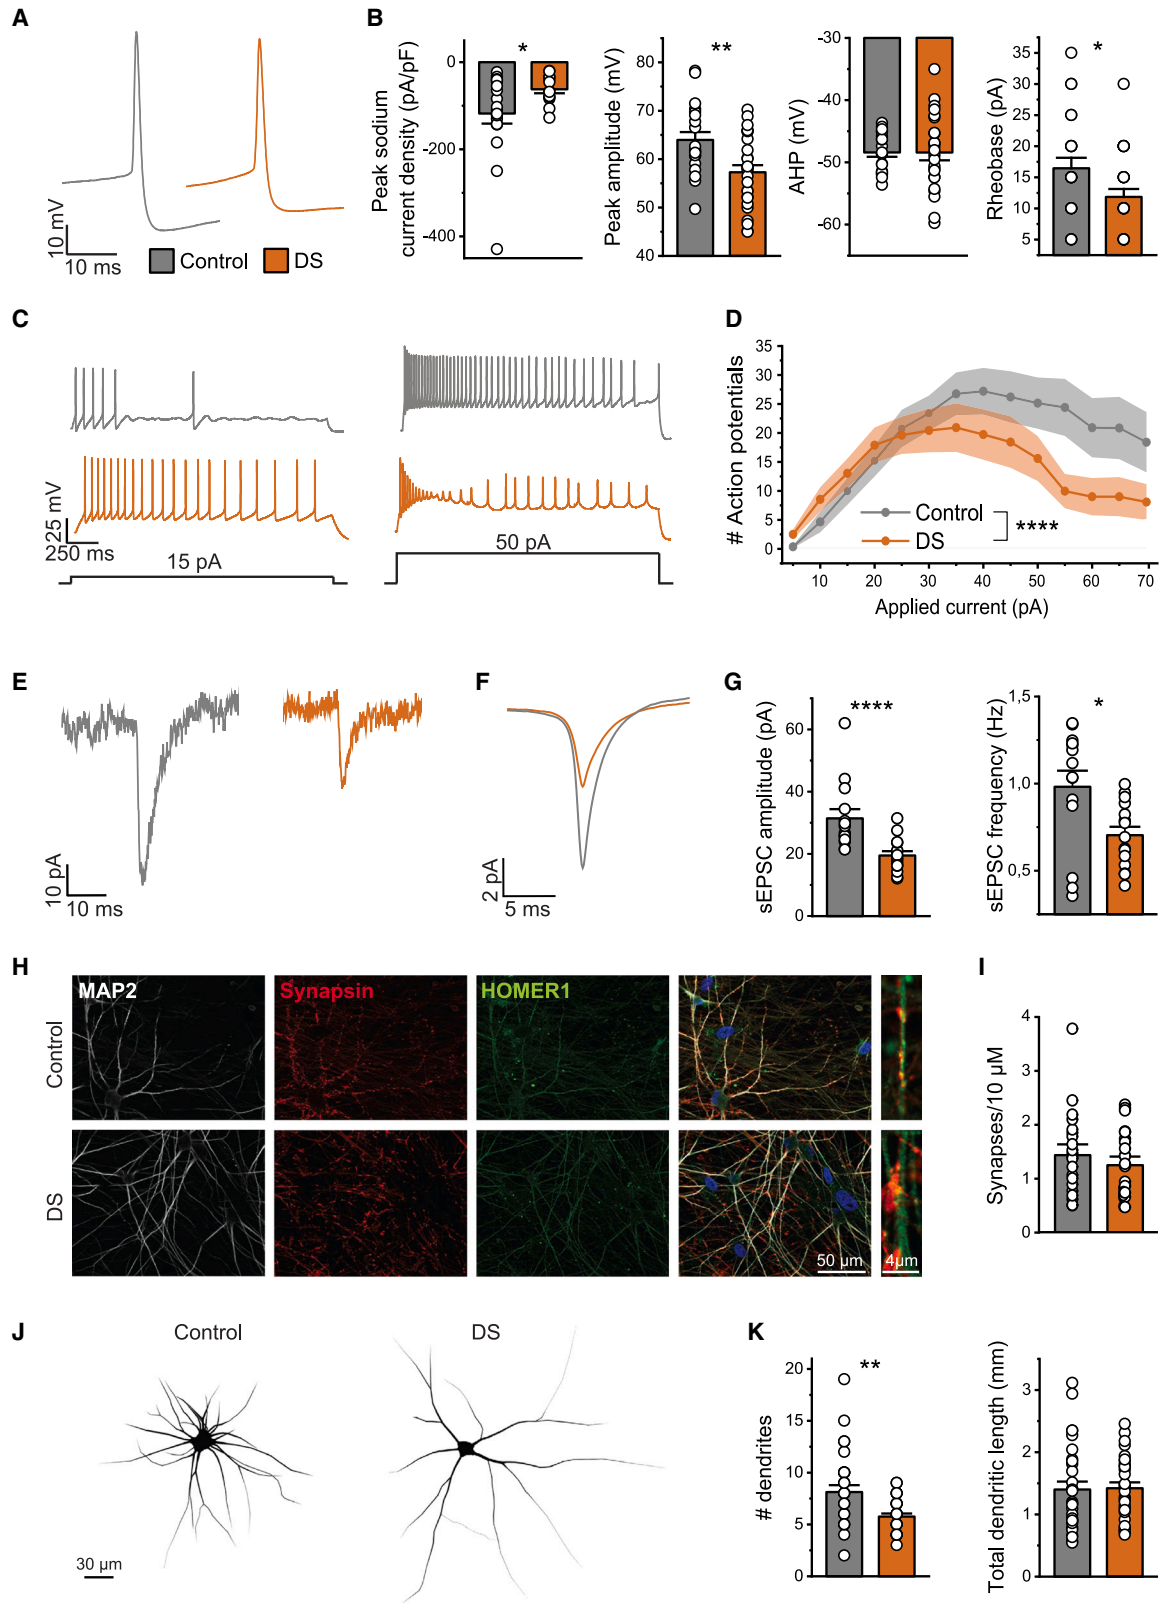 A
10 mV
10 ms
Control
DS
B
Peak sodium
current density (pA/pF)
0
-200
-400
*
Peak amplitude (mV)
80
70
60
50
40
**
AHP (mV)
-30
-40
-50
-60
Rheobase (pA)
35
30
25
20
15
10
5
*
C
25 mV
250 ms
15 pA
50 pA
D
# Action potentials
35
30
25
20
15
10
5
0
Control
DS
****
10 20 30 40 50 60 70
Applied current (pA)
E
10 pA
10 ms
F
2 pA
5 ms
G
sEPSC amplitude (pA)
60
40
20
0
****
sEPSC frequency (Hz)
1,5
1,0
0,5
*
H
MAP2
Synapsin
HOMER1
Control
DS
50 µm
4µm
I
Synapses/10 µM
4
3
2
1
0
J
Control
DS
30 µm
K
# dendrites
20
15
10
5
0
**
Total dendritic length (mm)
3
2
1
0